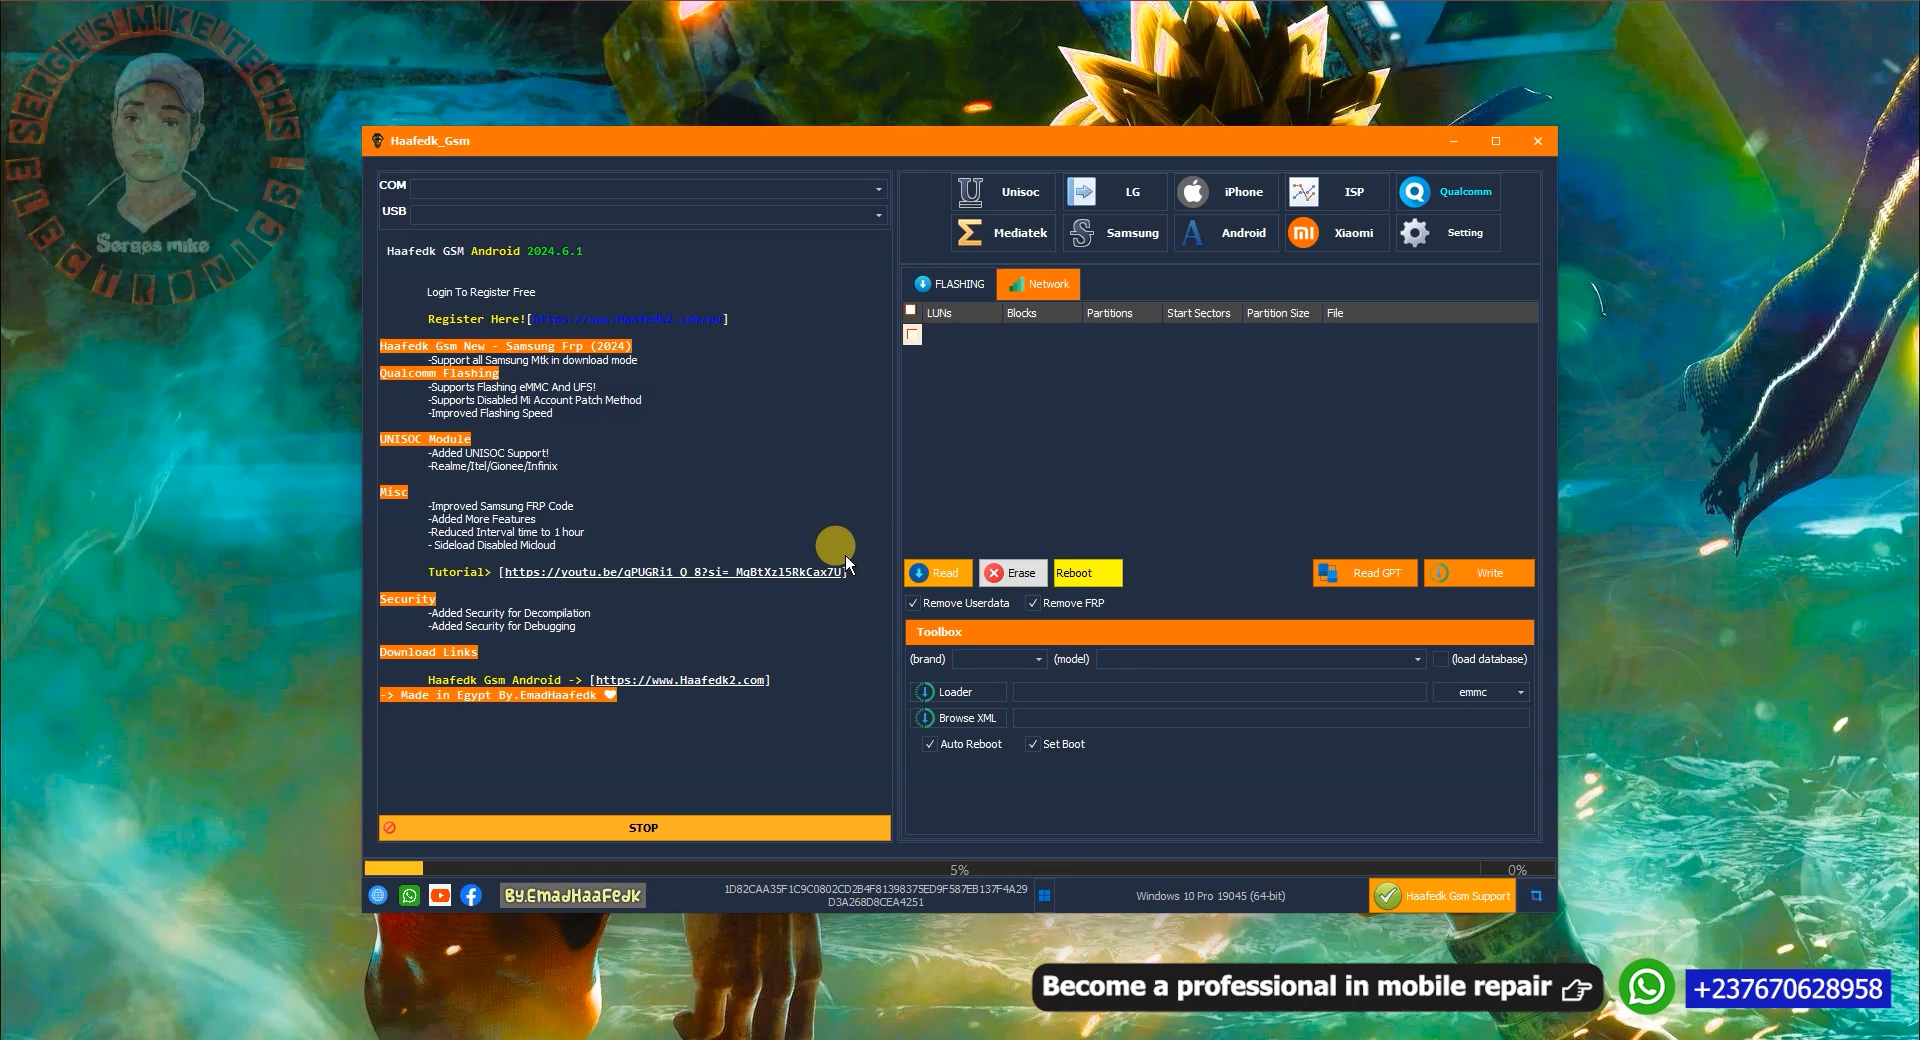 SERGE'S MIKE TECHS IST ELECTRONICS
Serges mike
Haafedk_Gsm
COM
USB
Haafedk GSM Android 2024.6.1
Login To Register Free
Register Here![https://www.Haafedk2.com/
Haafedk Gsm New - Samsung Frp (2024)
-Support all Samsung Mtk in download mode
Qualcomm Flashing
-Supports Flashing eMMC And UFS!
-Supports Disabled Mi Account Patch Method
-Improved Flashing Speed
UNISOC Module
-Added UNISOC Support!
-Realme/Itel/Gionee/Infinix
Misc
-Improved Samsung FRP Code
-Added More Features
-Reduced Interval time to 1 hour
- Sideload Disabled Micloud
Tutorial> [https://youtu.be/qPUGRi1_Q_8?si=_MgBtXzl5RkCax7U]
Security
-Added Security for Decompilation
-Added Security for Debugging
Download Links
Haafedk Gsm Android -> [https://www.Haafedk2.com]
-> Made in Egypt By.EmadHaafedk
STOP
Unisoc LG iPhone ISP Qualcomm
Mediatek Samsung Android Xiaomi Setting
FLASHING Network
LUNs Blocks Partitions Start Sectors Partition Size File
Read Erase Reboot Read GPT Write
Remove Userdata Remove FRP
Toolbox
(brand) (model) (load database)
Loader emmc
Browse XML
Auto Reboot Set Boot
5% 0%
By.EmadHaaFedk
1D82CAA35F1C9C0802CD2B4F81398375ED9F587EB137F4A29
D3A268D8CEA4251
Windows 10 Pro 19045 (64-bit)
Haafedk Gsm Support
Become a professional in mobile repair
+237670628958